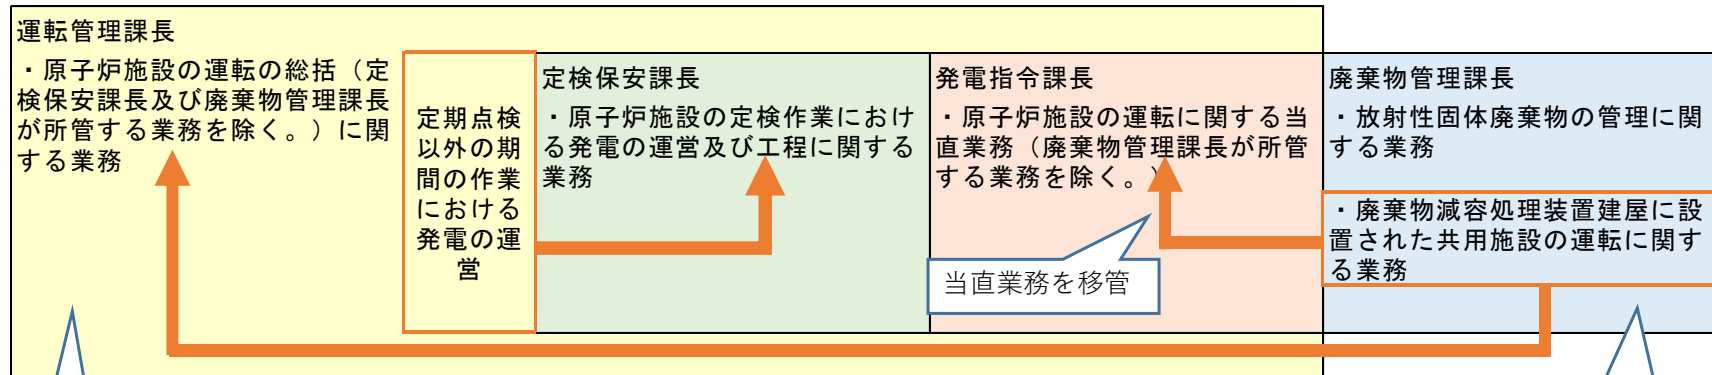 運転管理課長
・原子炉施設の運転の総括（定
検保安課長及び廃棄物管理課長
が所管する業務を除く。）に関
する業務
定期点検
以外の期
間の作業
における
発電の運
営
定検保安課長
・原子炉施設の定検作業におけ
る発電の運営及び工程に関する
業務
発電指令課長
・原子炉施設の運転に関する当
直業務（廃棄物管理課長が所管
する業務を除く。）
当直業務を移管
廃棄物管理課長
・放射性固体廃棄物の管理に関
する業務
・廃棄物減容処理装置建屋に設
置された共用施設の運転に関す
る業務